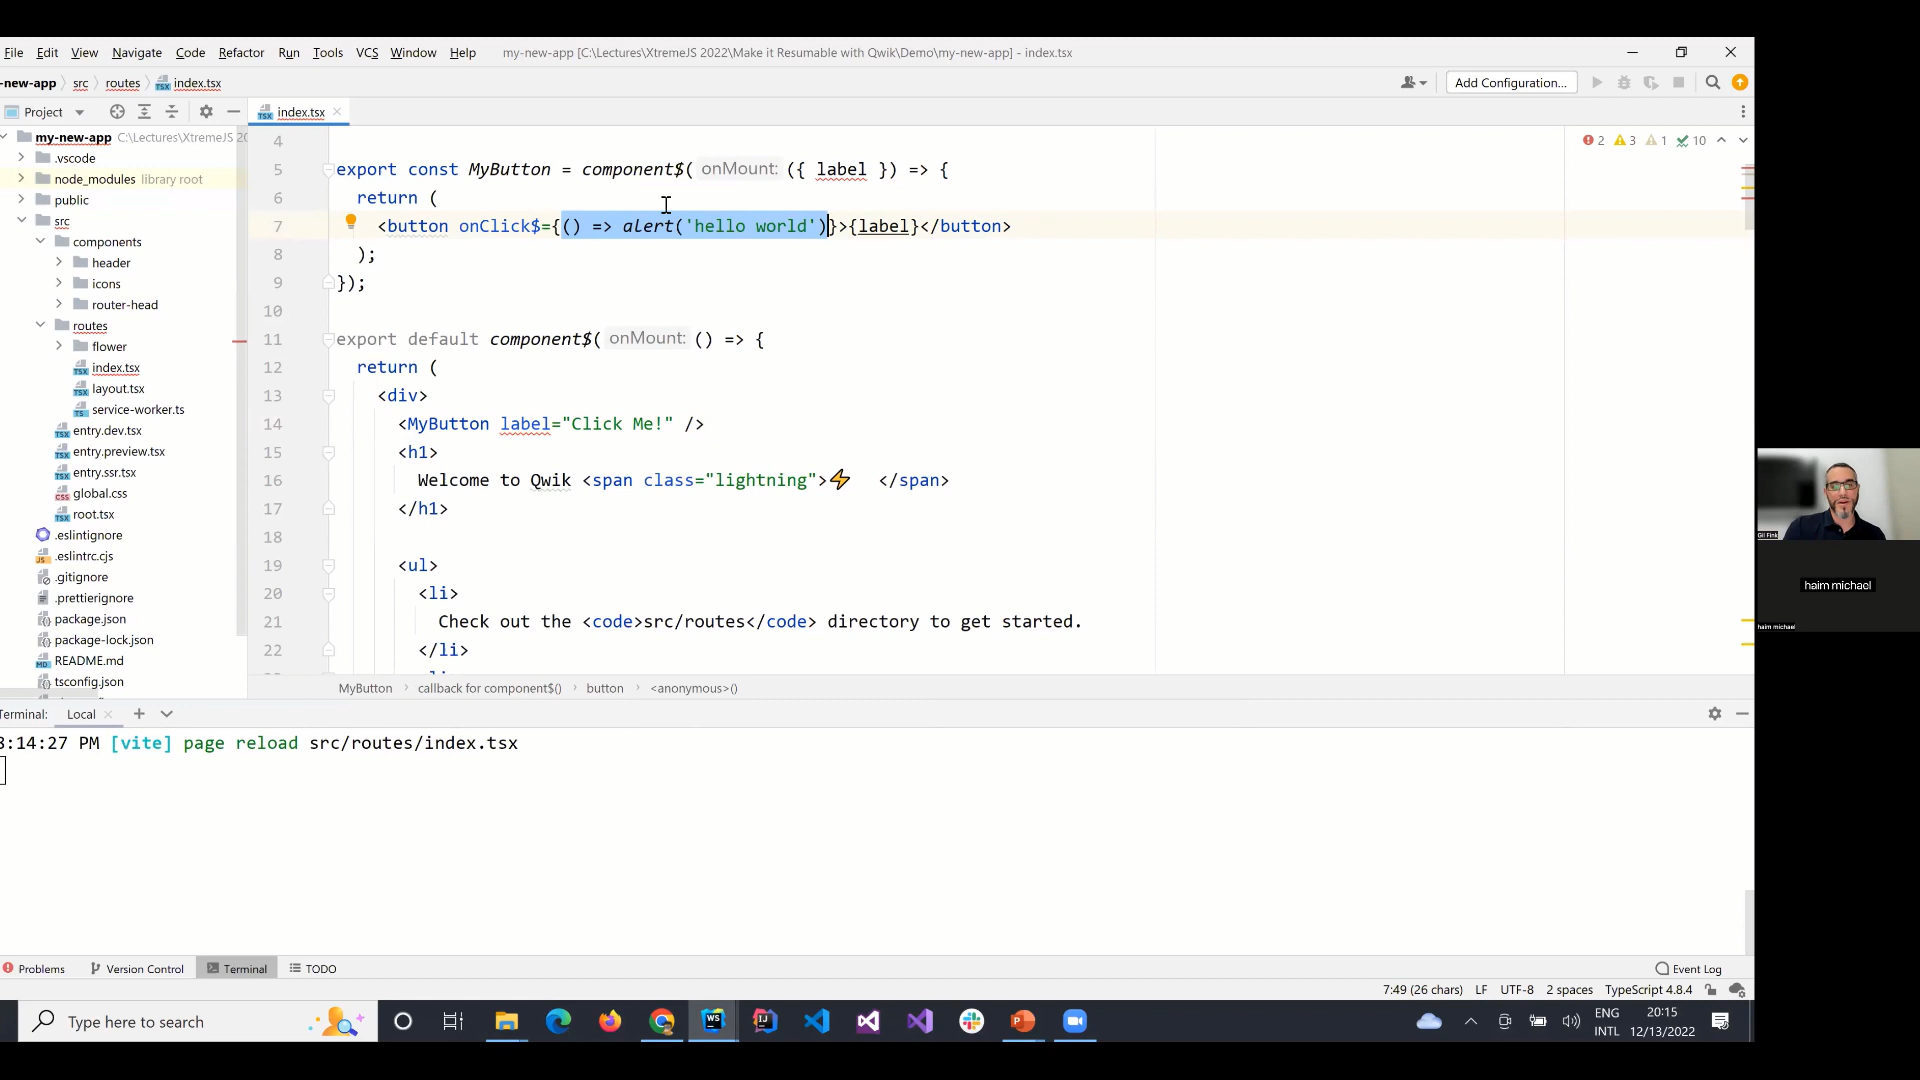 File Edit View Navigate Code Refactor Run Tools VCS Window Help my-new-app [C:\Lectures\XtremeJS 2022\Make it Resumable with Qwik\Demo\my-new-app] - index.tsx
-new-app src routes index.tsx Add Configuration...
Project index.tsx
my-new-app C:\Lectures\XtremeJS 20
.vscode
node_modules library root
public
src
components
header
icons
router-head
routes
flower
index.tsx
layout.tsx
service-worker.ts
entry.dev.tsx
entry.preview.tsx
entry.ssr.tsx
global.css
root.tsx
.eslintignore
.eslintrc.cjs
.gitignore
.prettierignore
package.json
package-lock.json
README.md
tsconfig.json
2 3 1 10
4
5 export const MyButton = component$( onMount: ({ label }) => {
6 return (
7 <button onClick$={() => alert('hello world')}>{label}</button>
8 );
9 });
10
11 export default component$( onMount: () => {
12 return (
13 <div>
14 <MyButton label="Click Me!" />
15 <h1>
16 Welcome to Qwik <span class="lightning">⚡ </span>
17 </h1>
18
19 <ul>
20 <li>
21 Check out the <code>src/routes</code> directory to get started.
22 </li>
MyButton callback for component$() button <anonymous>()
Terminal: Local
8:14:27 PM [vite] page reload src/routes/index.tsx
Problems Version Control Terminal TODO Event Log
7:49 (26 chars) LF UTF-8 2 spaces TypeScript 4.8.4
Type here to search
ENG 20:15
INTL 12/13/2022
Gil Fink
haim michael
haim michael